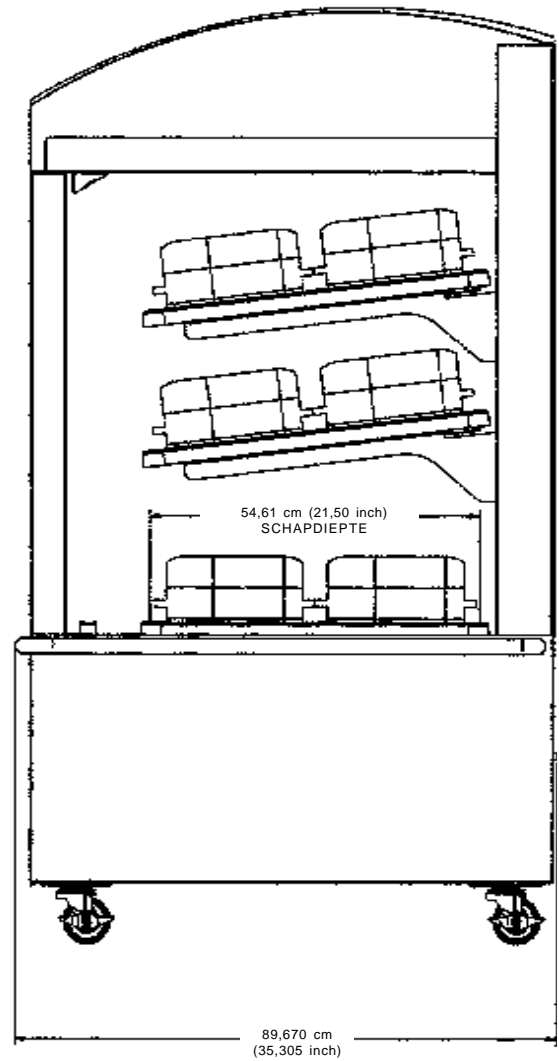 54,61 cm (21,50 inch)
SCHAPDIEPTE
89,670 cm
(35,305 inch)